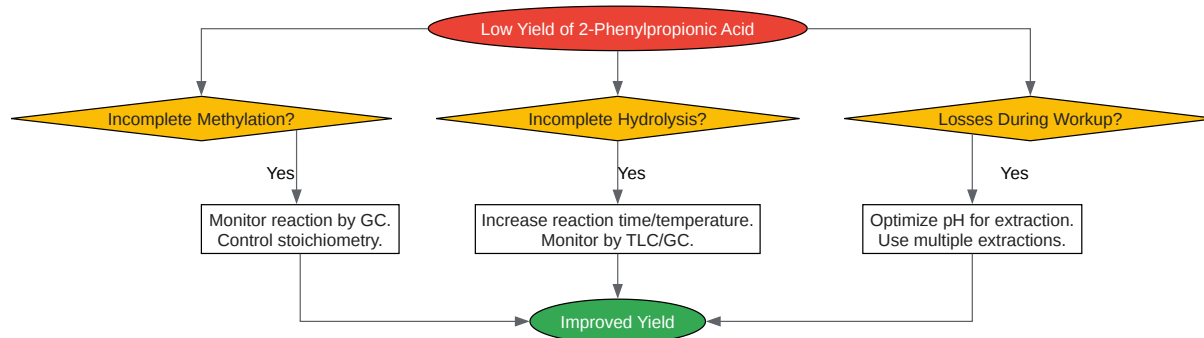 Low Yield of 2-Phenylpropionic Acid
Incomplete Methylation?
Incomplete Hydrolysis?
Losses During Workup?
Yes
Yes
Yes
Monitor reaction by GC.
Control stoichiometry.
Increase reaction time/temperature.
Monitor by TLC/GC.
Optimize pH for extraction.
Use multiple extractions.
Improved Yield